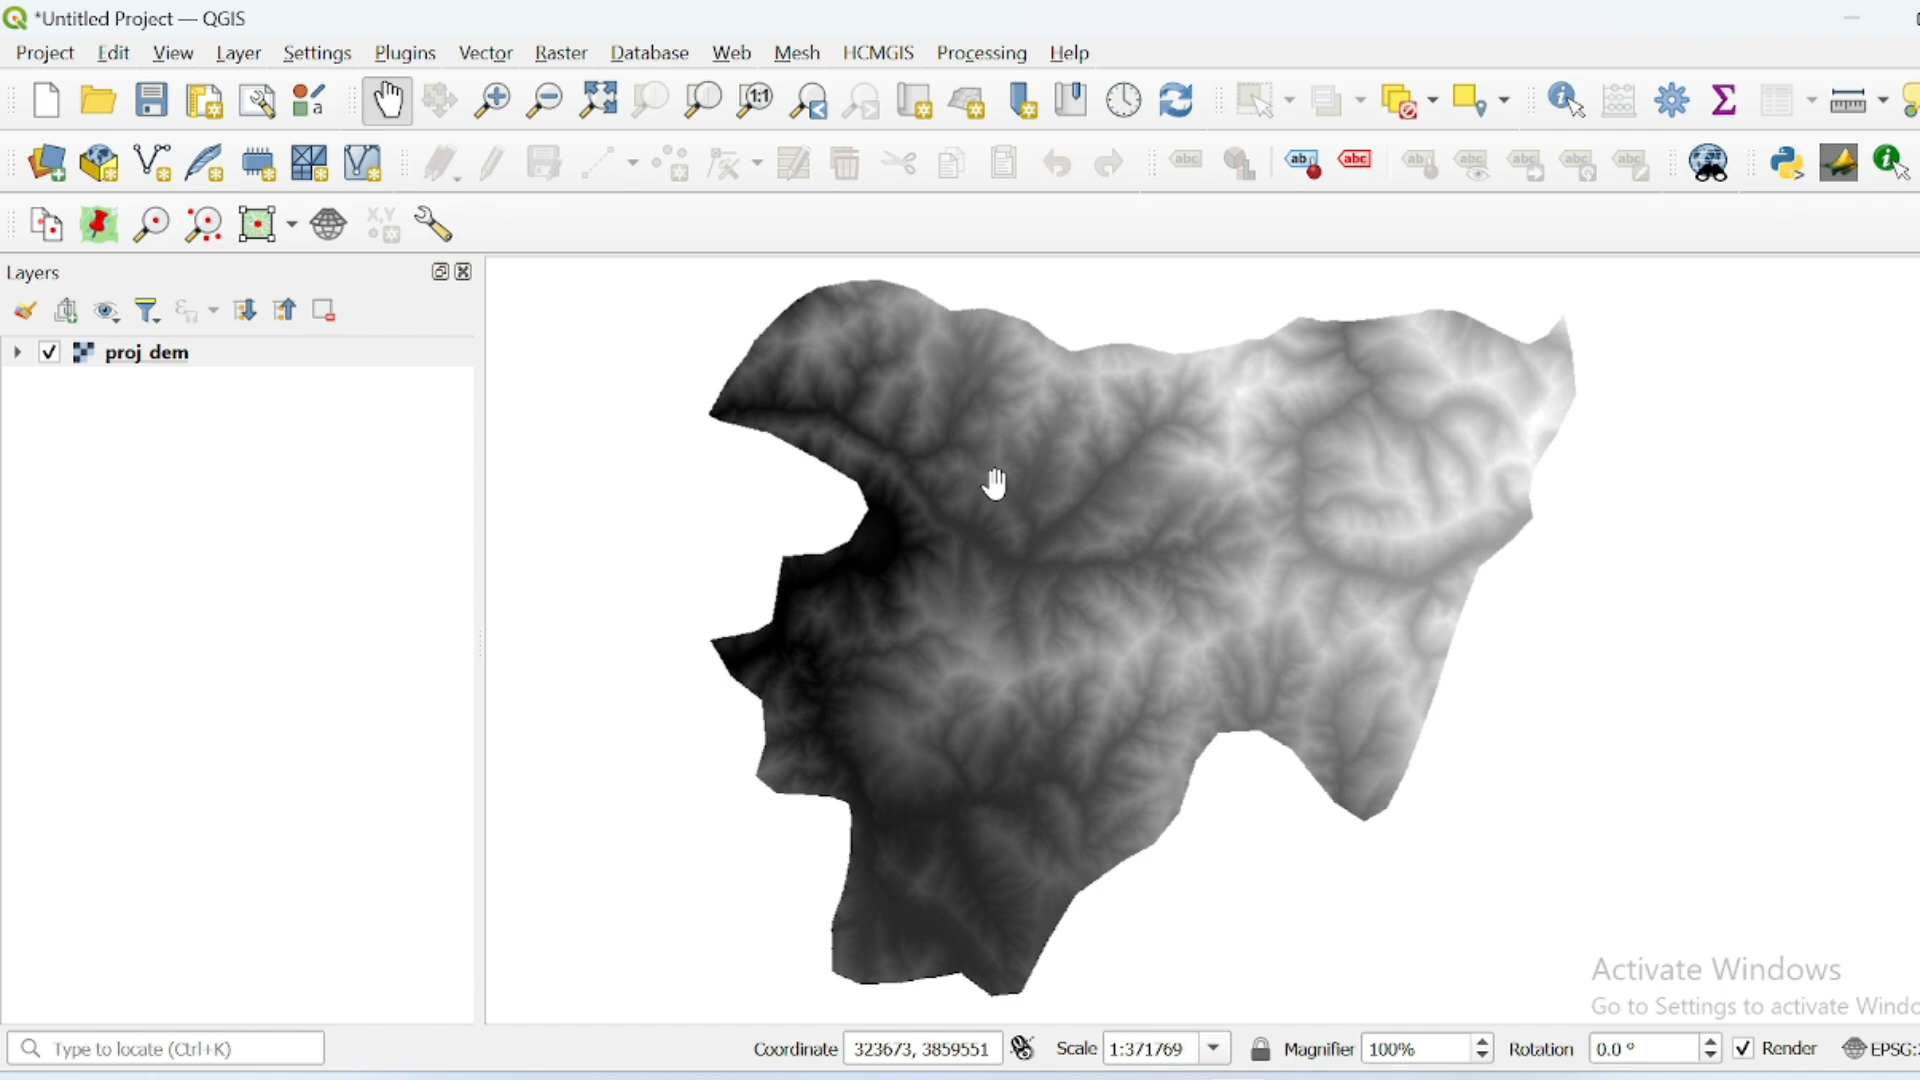 *Untitled Project — QGIS
Project Edit View Layer Settings Plugins Vector Raster Database Web Mesh HCMGIS Processing Help
Layers
proj dem
Activate Windows
Go to Settings to activate Windo
Type to locate (Ctrl+K) Coordinate 323673, 3859551 Scale 1:371769 Magnifier 100% Rotation 0.0 ° Render EPSG: